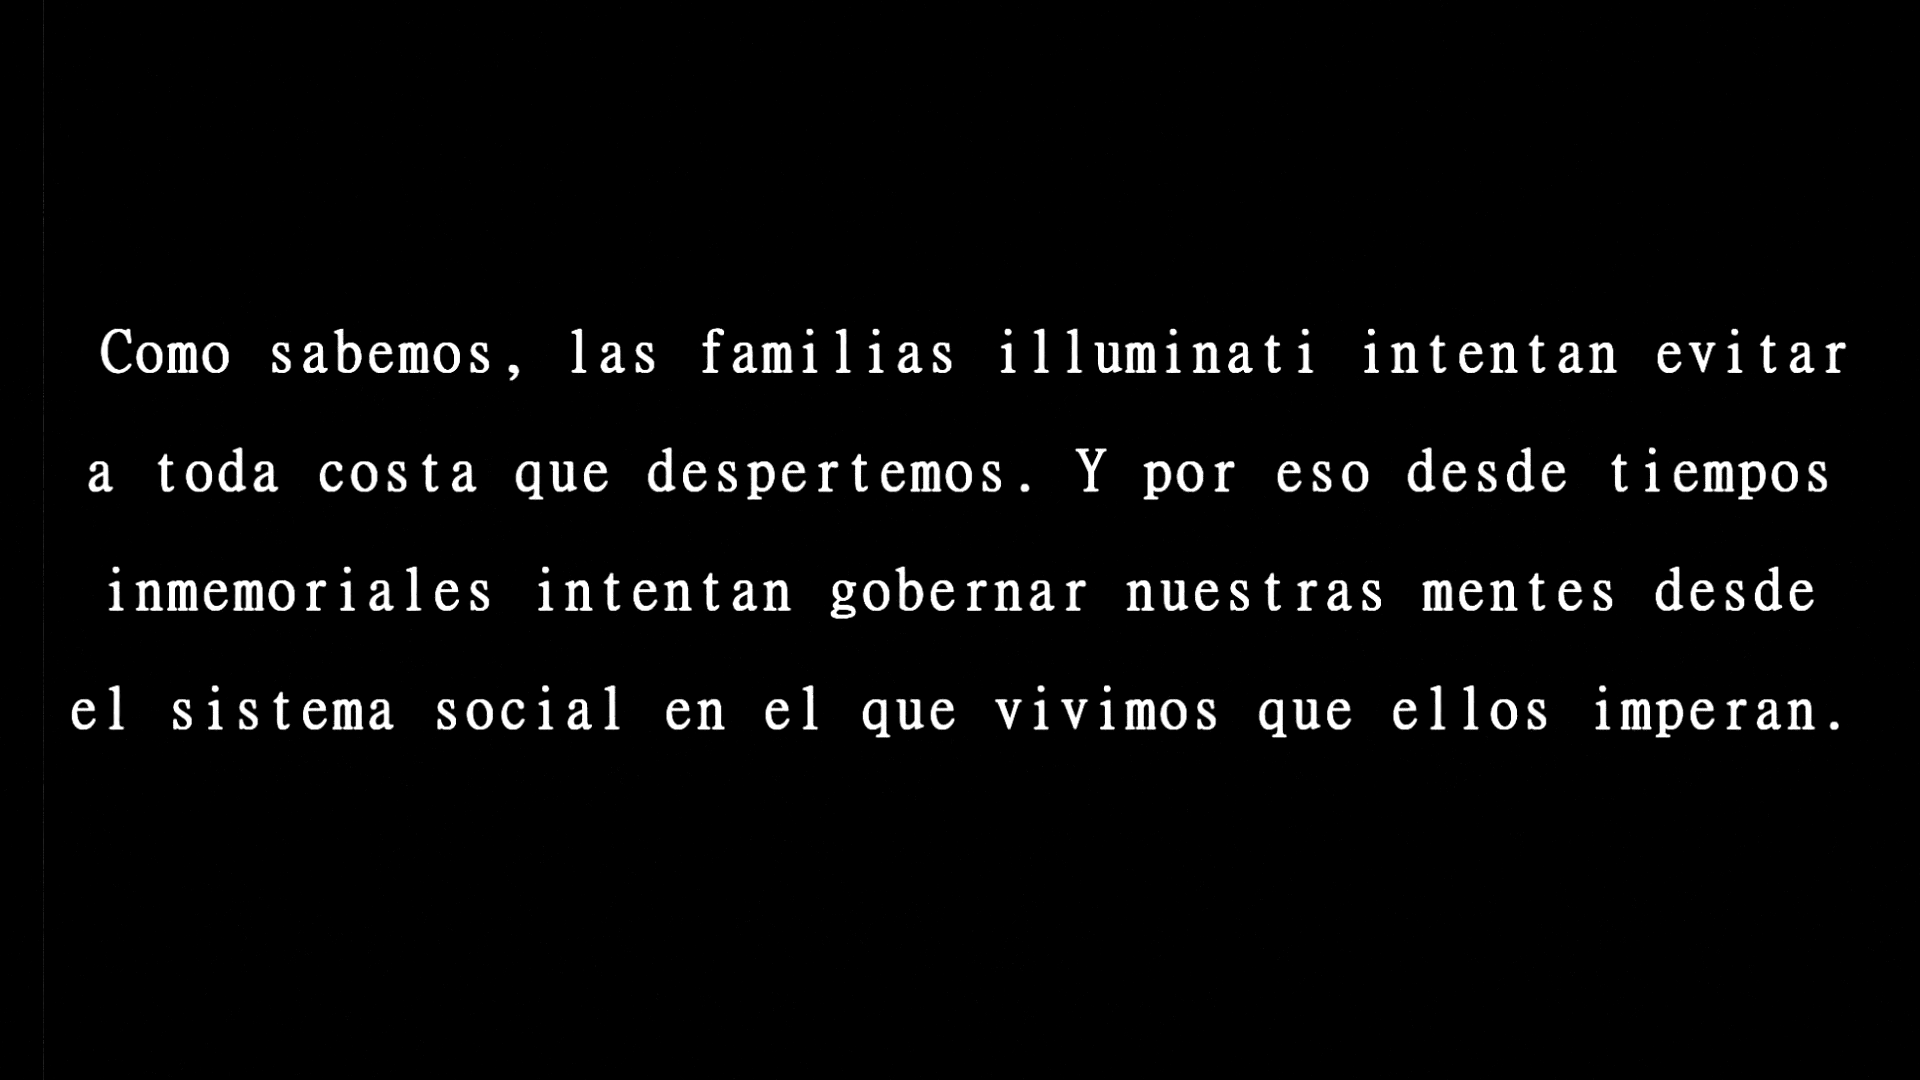 Como sabemos, las familias illuminati intentan evitar
a toda costa que despertemos. Y por eso desde tiempos
inmemoriales intentan gobernar nuestras mentes desde
el sistema social en el que vivimos que ellos imperan.